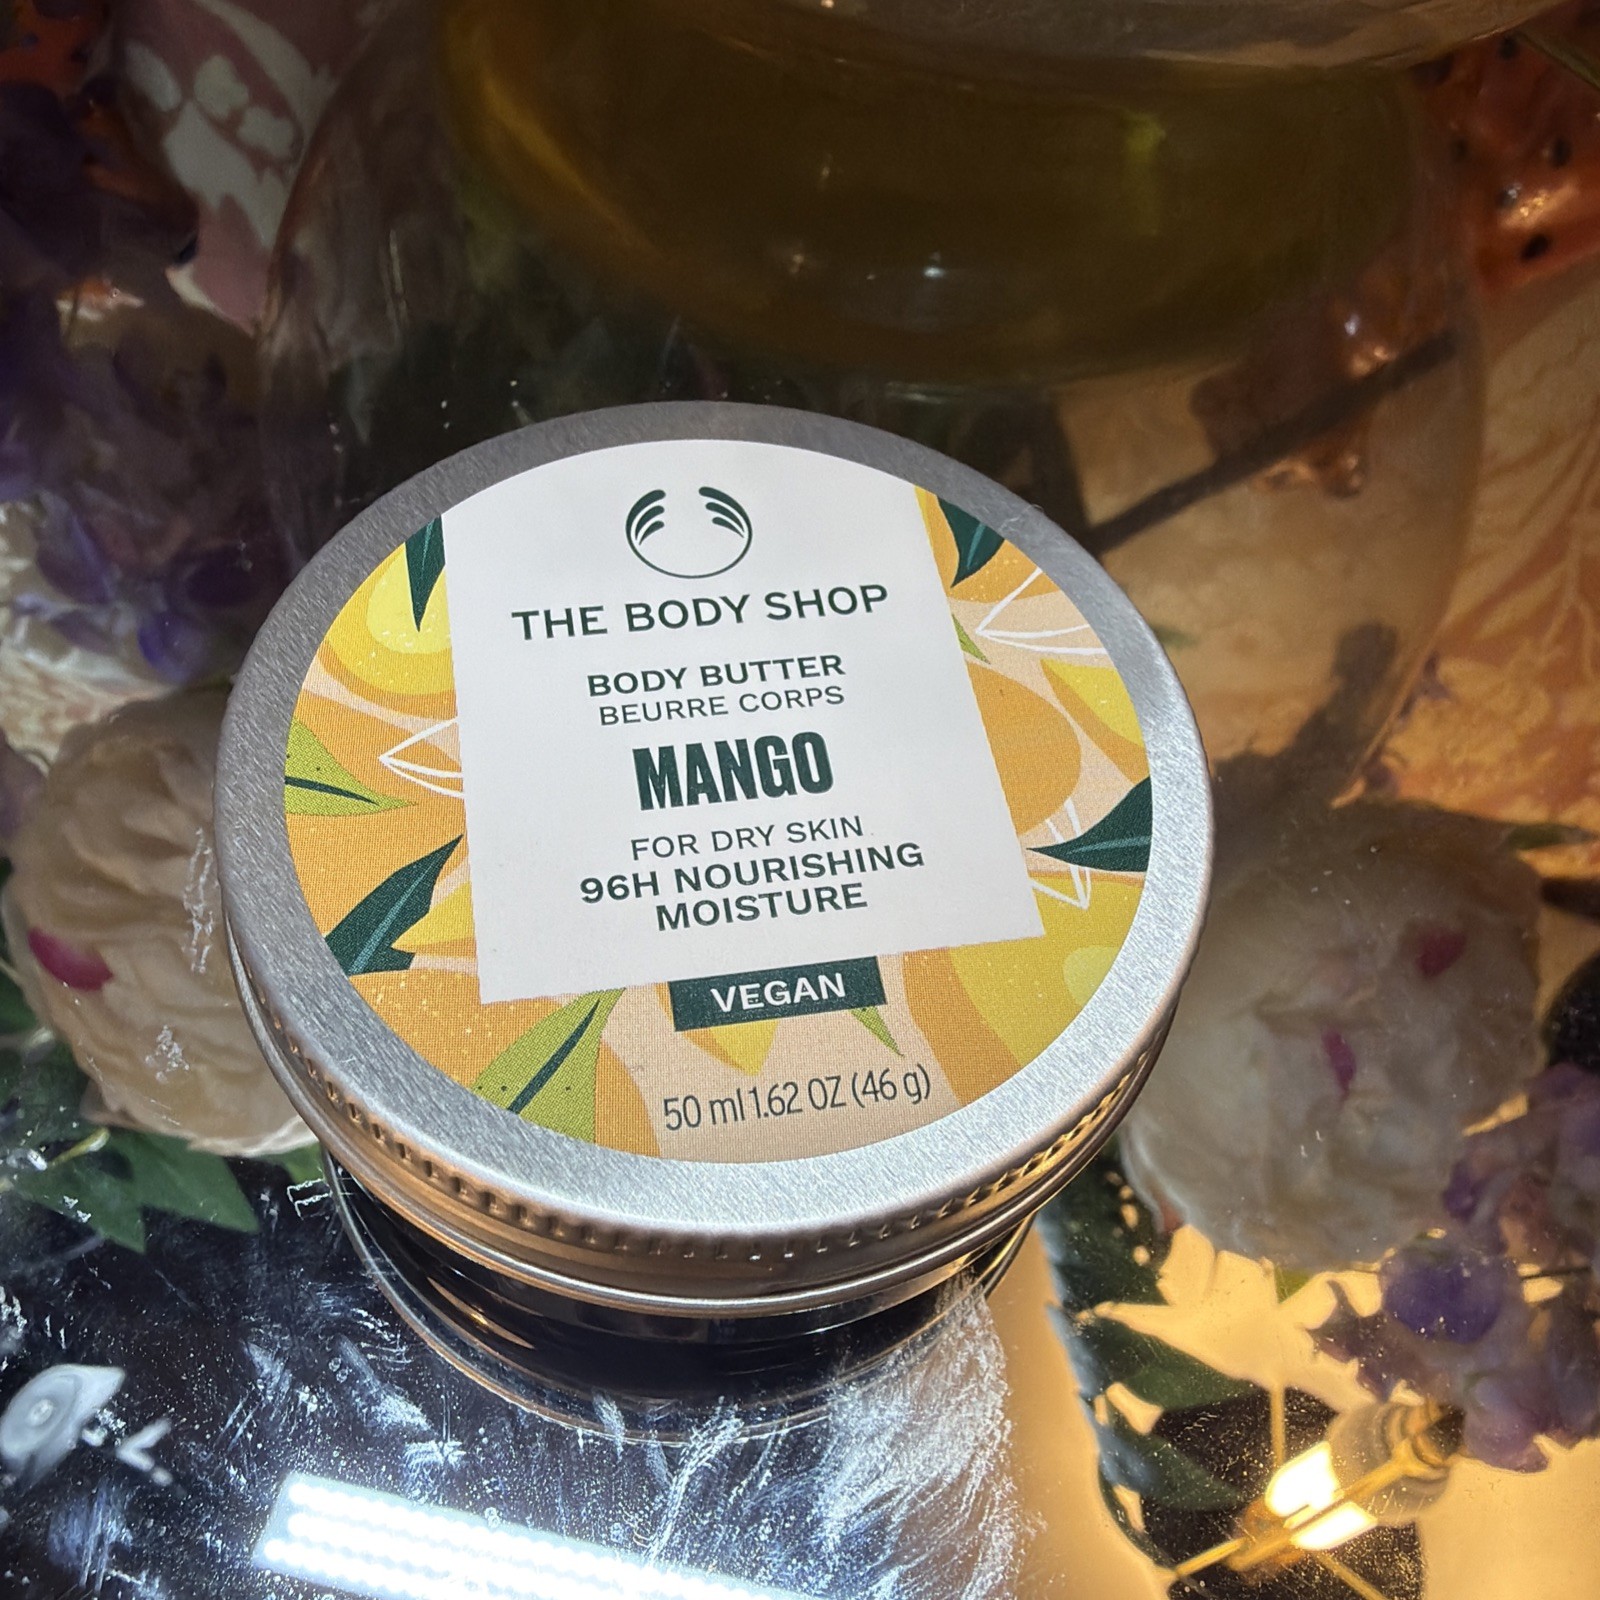 THE BODY SHOP
BODY BUTTER
BEURRE CORPS
MANGO
FOR DRY SKIN
96H NOURISHING
MOISTURE
VEGAN
50 ml 1.62 OZ (46 g)